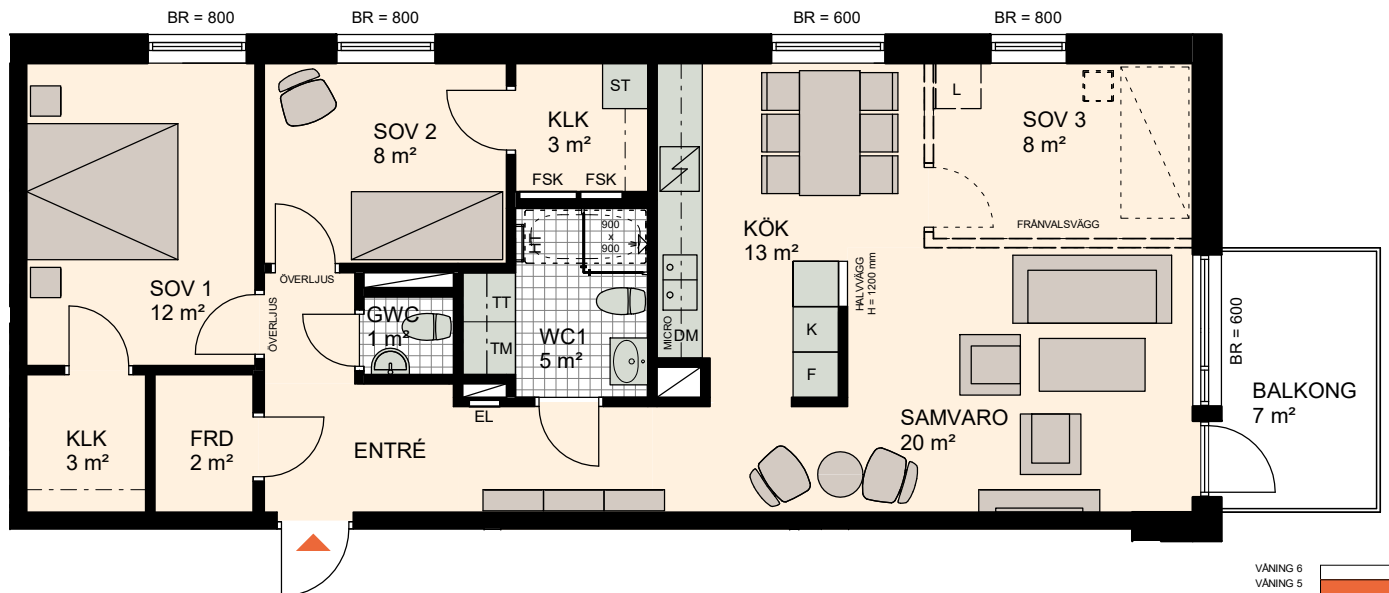 BR = 800
BR = 800
BR = 600
BR = 800
ST
L
KLK
3 m²
SOV 2
8 m²
SOV 3
8 m²
FSK
FSK
900
x
900
HT
FRÅNVALSVÄGG
KÖK
13 m²
HALVVÄGG
H = 1200 mm
SOV 1
12 m²
ÖVERLJUS
ÖVERLJUS
GWC
1 m²
TT
TM
WC1
5 m²
MICRO
DM
K
F
BR = 600
BALKONG
7 m²
SAMVARO
20 m²
EL
KLK
3 m²
FRD
2 m²
ENTRÉ
VÅNING 6
VÅNING 5